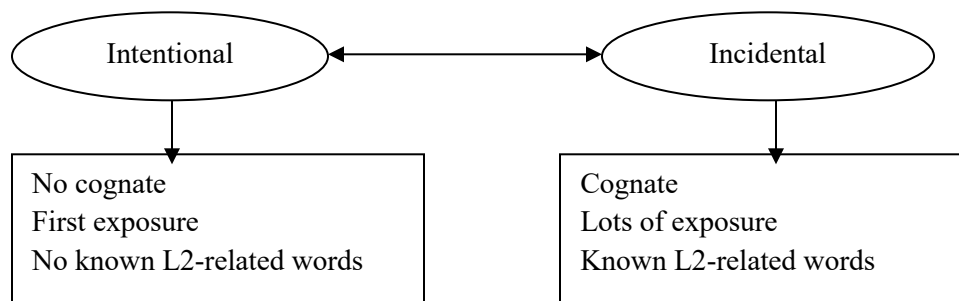 Intentional
Incidental
No cognate
First exposure
No known L2-related words
Cognate
Lots of exposure
Known L2-related words